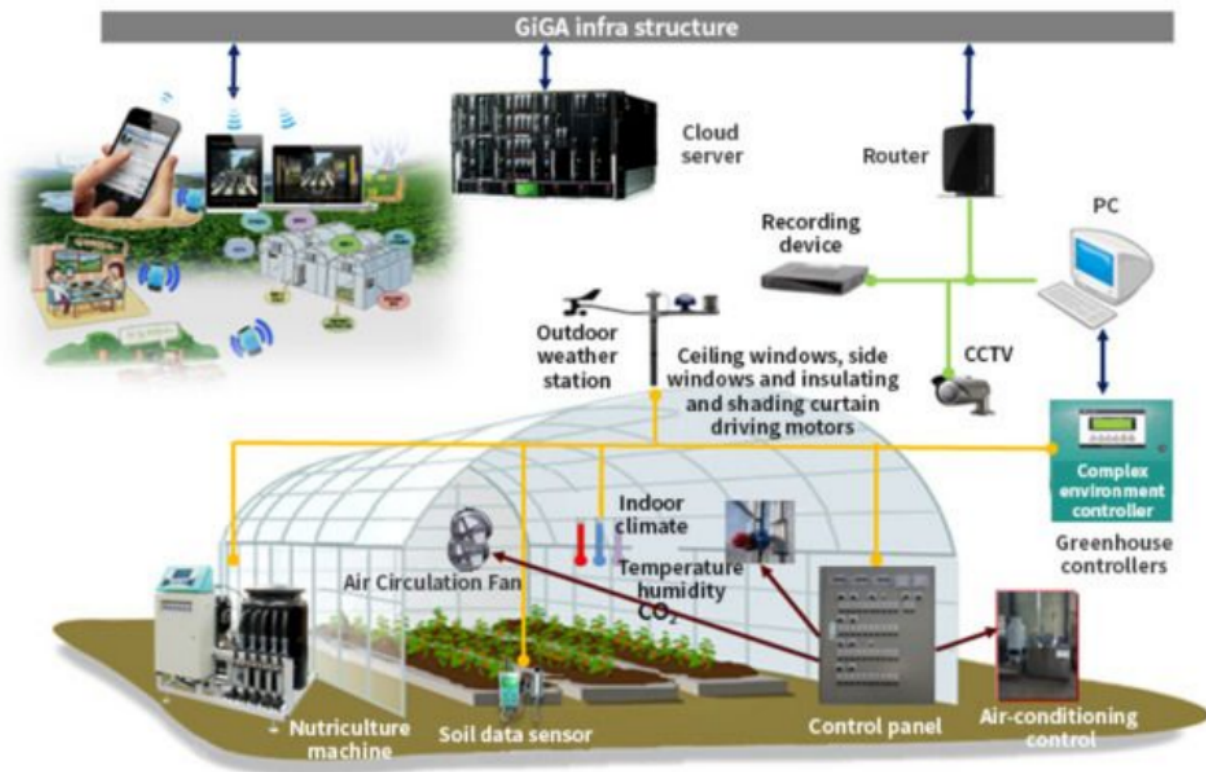 GiGA infra structure
Cloud
server
Router
PC
Recording
device
CCTV
Outdoor
weather
station
Ceiling windows, side
windows and insulating
and shading curtain
driving motors
Complex
environment
controller
Greenhouse
controllers
Indoor
climate
Air Circulation Fan
Temperature
humidity
CO₂
Nutriculture
machine
Soil data sensor
Control panel
Air-conditioning
control